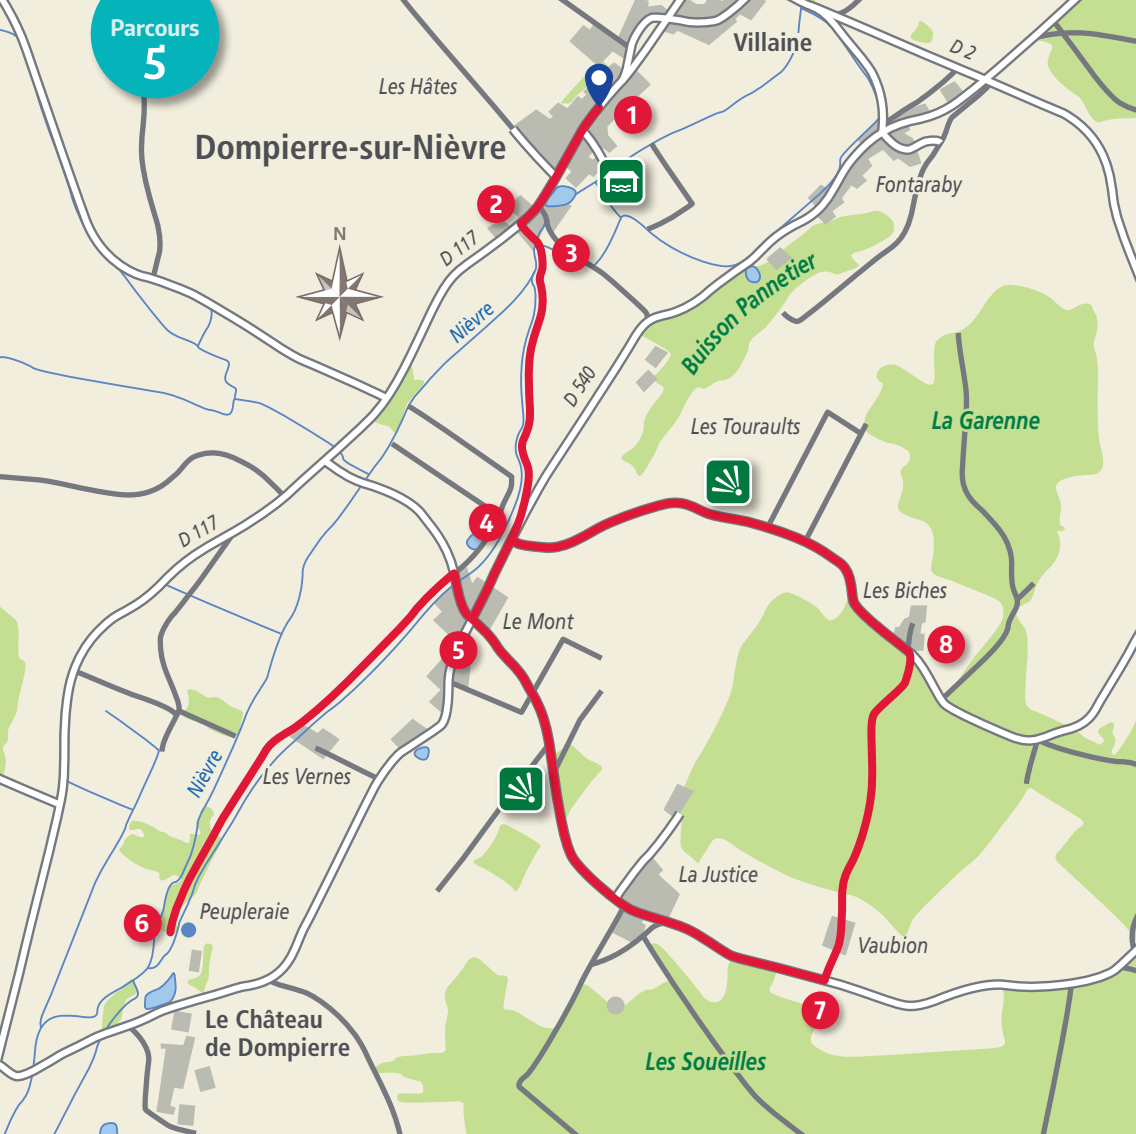 Parcours
5
Villaine
D 2
Les Hâtes
1
Dompierre-sur-Nièvre
Fontaraby
2
N
D 117
3
Buisson Pannetier
Nièvre
D 540
Les Touraults
La Garenne
D 117
4
Les Biches
Le Mont
5
8
Nièvre
Les Vernes
La Justice
6
Peupleraie
Vaubion
7
Le Château
de Dompierre
Les Soueilles